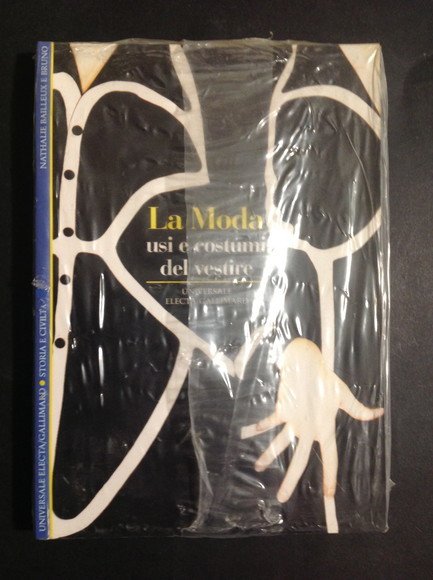 La Moda
usi e costumi
del vestire
UNIVERSALE
ELECTA/GALLIMARD
UNIVERSALE ELECTA/GALLIMARD • STORIA E CIVILTÀ
NATHALIE BAILLEUX E BRUNO